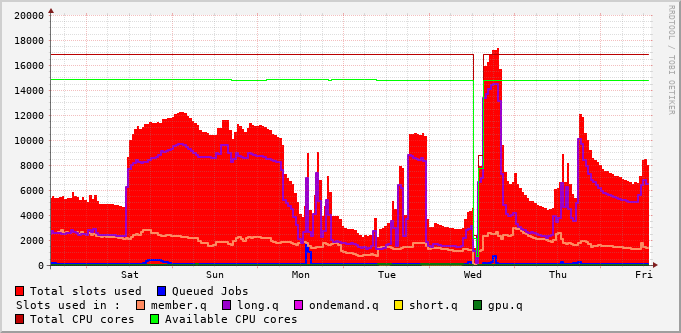 RRDTOOL / TOBI OETIKER
20000
18000
16000
14000
12000
10000
8000
6000
4000
2000
0
Sat Sun Mon Tue Wed Thu Fri
Total slots used Queued Jobs
Slots used in : member.q long.q ondemand.q short.q gpu.q
Total CPU cores Available CPU cores